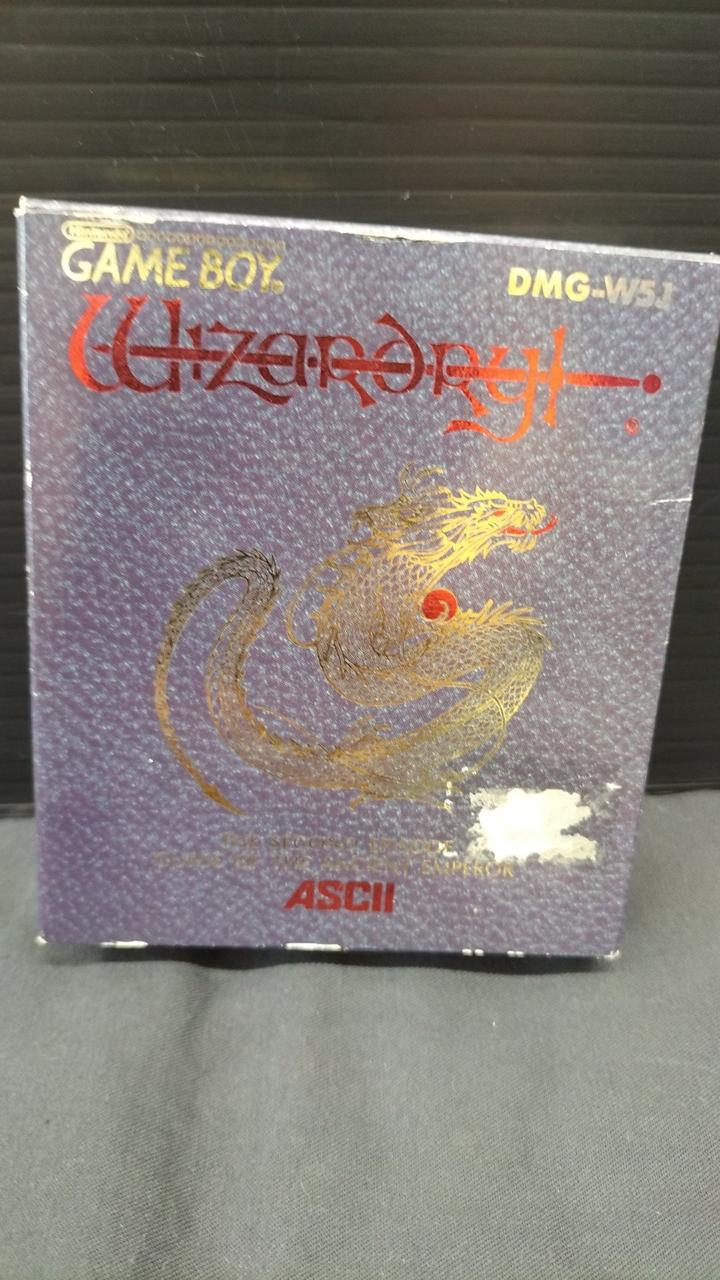 Nintendo
GAME BOY
DMG-W5J
Wizardry
®
THE SECOND EPISODE
CURSE OF THE ANCIENT EMPEROR
ASCII